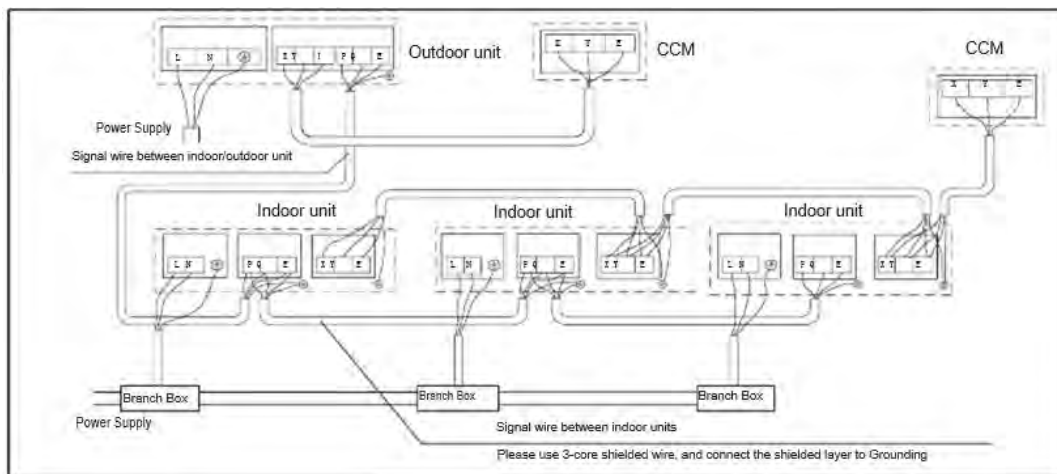 L N
X Y I P Q E
Outdoor unit
X Y E
CCM
CCM
X Y E
Power Supply
Signal wire between indoor/outdoor unit
Indoor unit
Indoor unit
Indoor unit
L N
P Q E
X Y E
L N
P Q E
X Y E
L N
P Q E
X Y E
Branch Box
Branch Box
Branch Box
Power Supply
Signal wire between indoor units
Please use 3-core shielded wire, and connect the shielded layer to Grounding